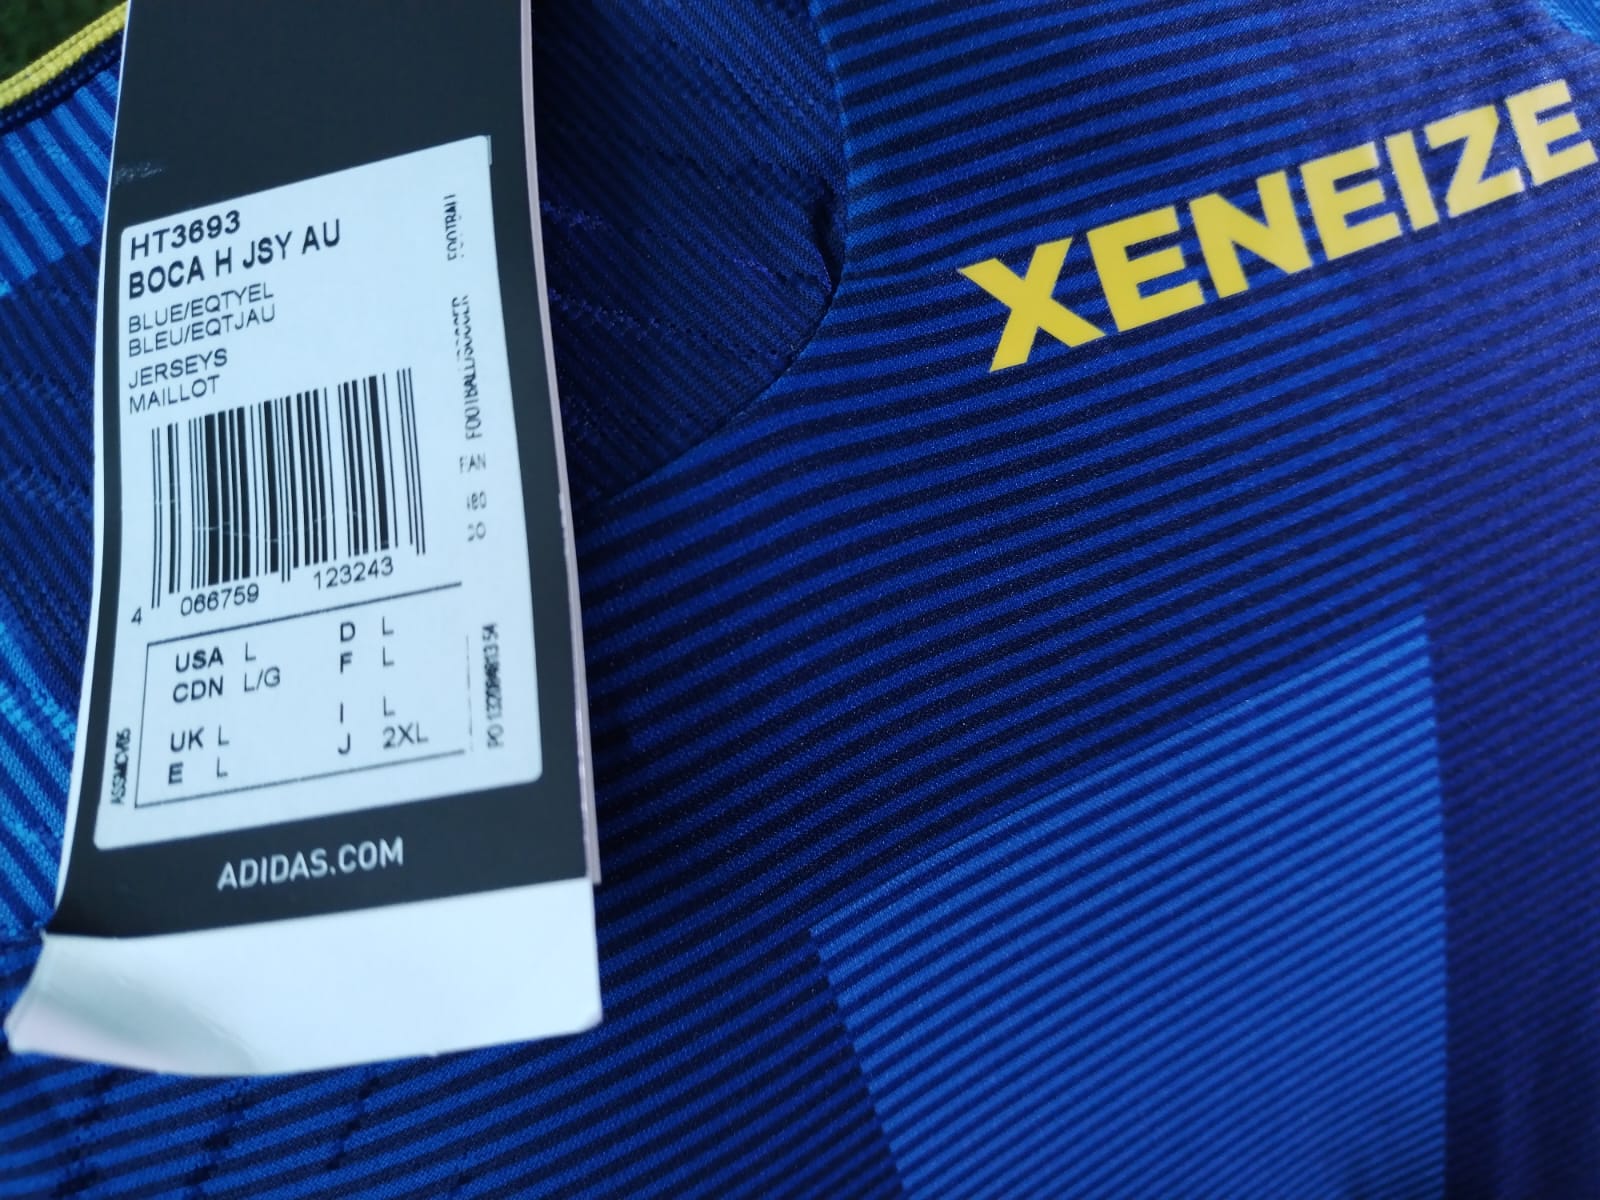 HT3693
BOCA H JSY AU
BLUE/EQTYEL
BLEU/EQTJAU
JERSEYS
MAILLOT
4 066759 123243
USA L
CDN L/G
UK L
E L
D L
F L
I L
J 2XL
FOOTBALL/SOCCER
FAN
ADIDAS.COM
XENEIZE